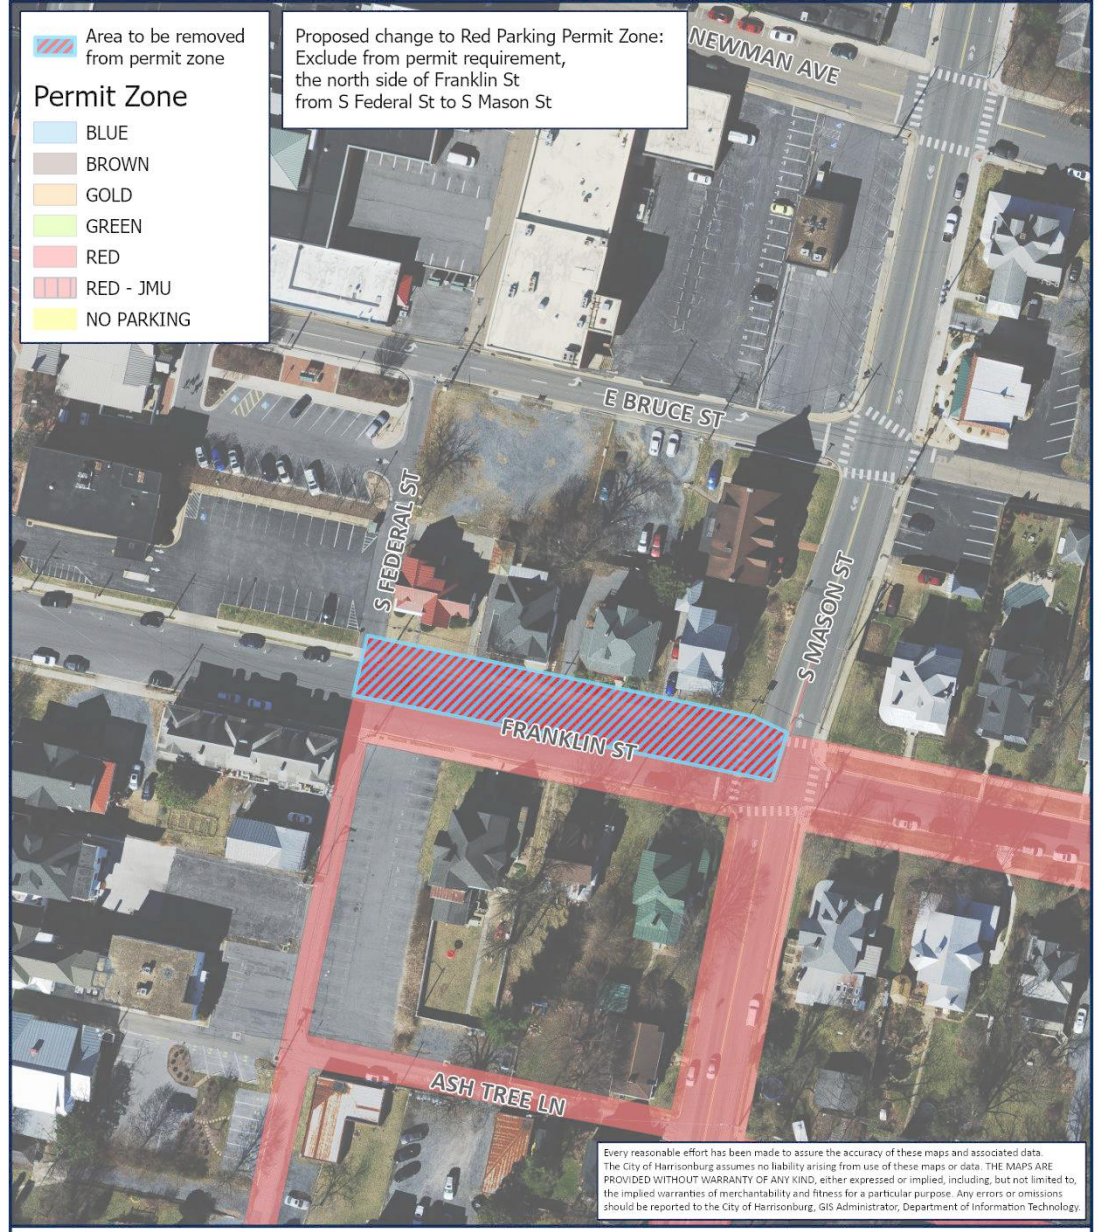 Area to be removed
from permit zone
Permit Zone
BLUE
BROWN
GOLD
GREEN
RED
RED - JMU
NO PARKING
Proposed change to Red Parking Permit Zone:
Exclude from permit requirement,
the north side of Franklin St
from S Federal St to S Mason St
NEWMAN AVE
E BRUCE ST
S FEDERAL ST
S MASON ST
FRANKLIN ST
ASH TREE LN
Every reasonable effort has been made to assure the accuracy of these maps and associated data.
The City of Harrisonburg assumes no liability arising from use of these maps or data. THE MAPS ARE
PROVIDED WITHOUT WARRANTY OF ANY KIND, either expressed or implied, including, but not limited to,
the implied warranties of merchantability and fitness for a particular purpose. Any errors or omissions
should be reported to the City of Harrisonburg, GIS Administrator, Department of Information Technology.